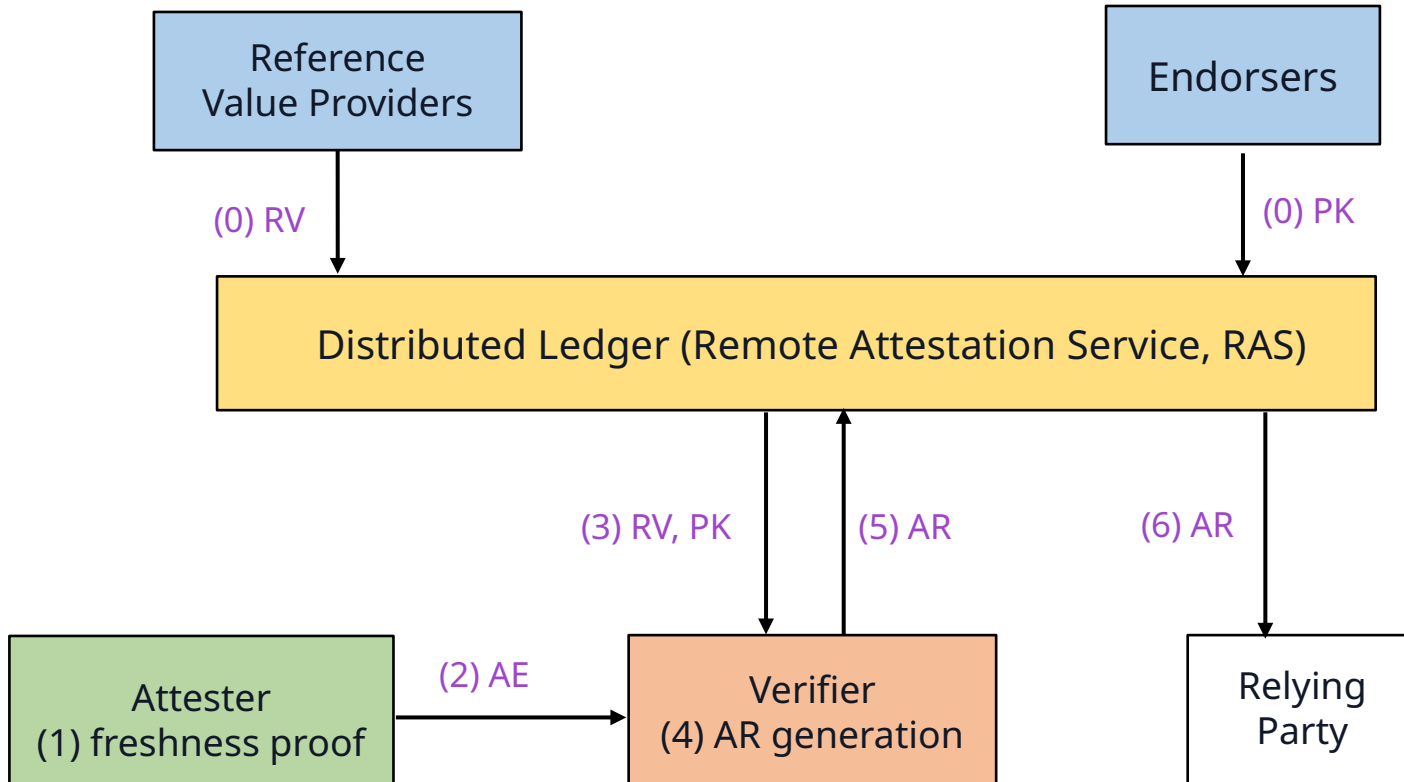 Reference
Value Providers
Endorsers
(0) RV
(0) PK
Distributed Ledger (Remote Attestation Service, RAS)
(3) RV, PK
(5) AR
(6) AR
(2) AE
Attester
(1) freshness proof
Verifier
(4) AR generation
Relying
Party